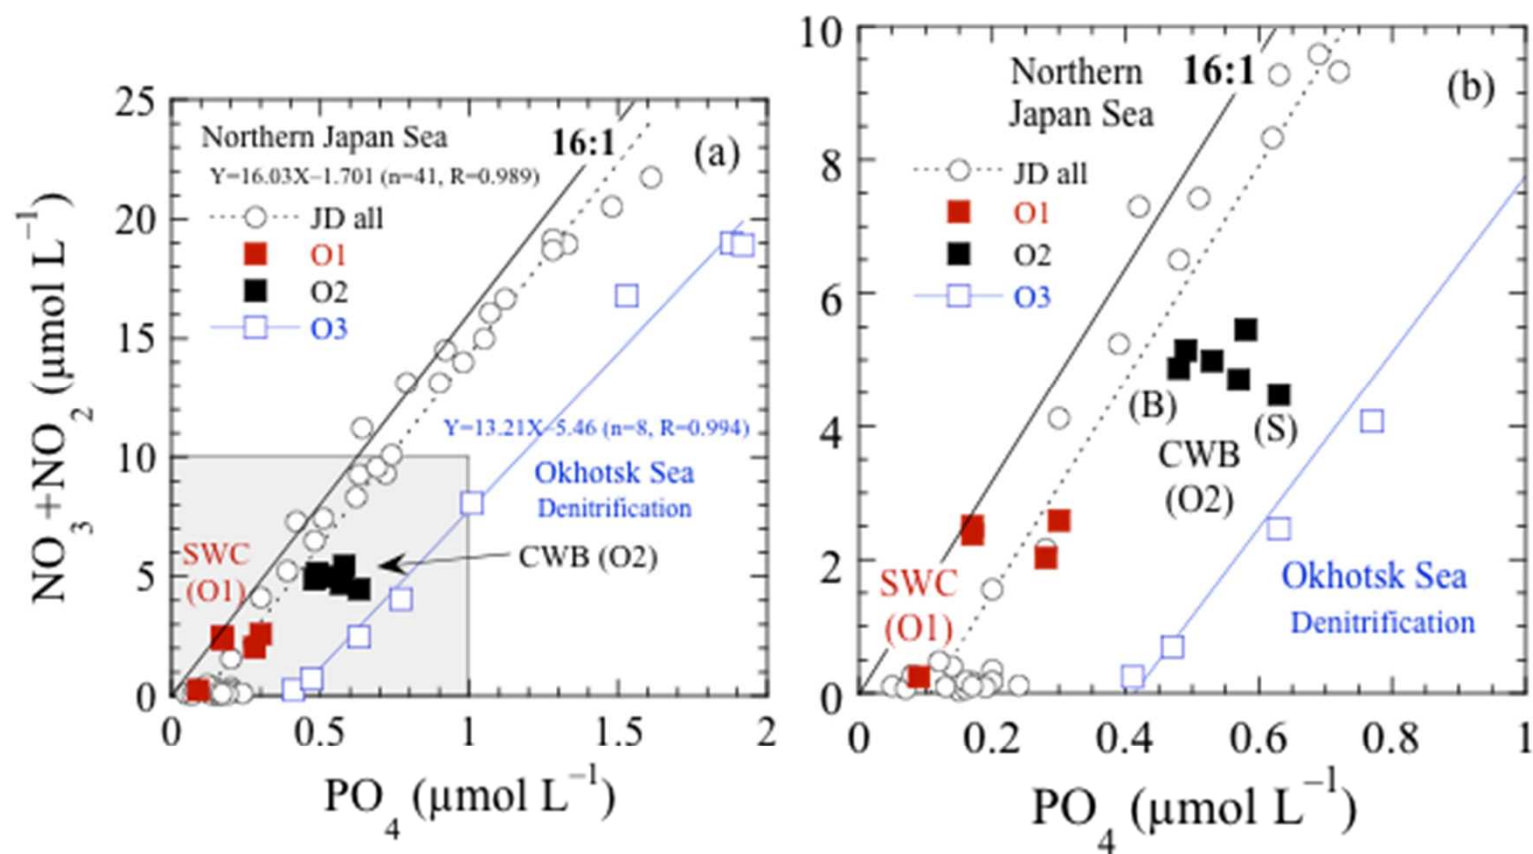 25
20
15
10
5
0
0
0.5
1
1.5
2
NO3+NO2 (μmol L−1)
PO4 (μmol L−1)
Northern Japan Sea
16:1
(a)
Y=16.03X−1.701 (n=41, R=0.989)
JD all
O1
O2
O3
Y=13.21X−5.46 (n=8, R=0.994)
Okhotsk Sea
Denitrification
SWC
(O1)
CWB (O2)
10
8
6
4
2
0
0
0.2
0.4
0.6
0.8
1
PO4 (μmol L−1)
Northern
Japan Sea
16:1
(b)
JD all
O1
O2
O3
(B)
(S)
CWB
(O2)
SWC
(O1)
Okhotsk Sea
Denitrification